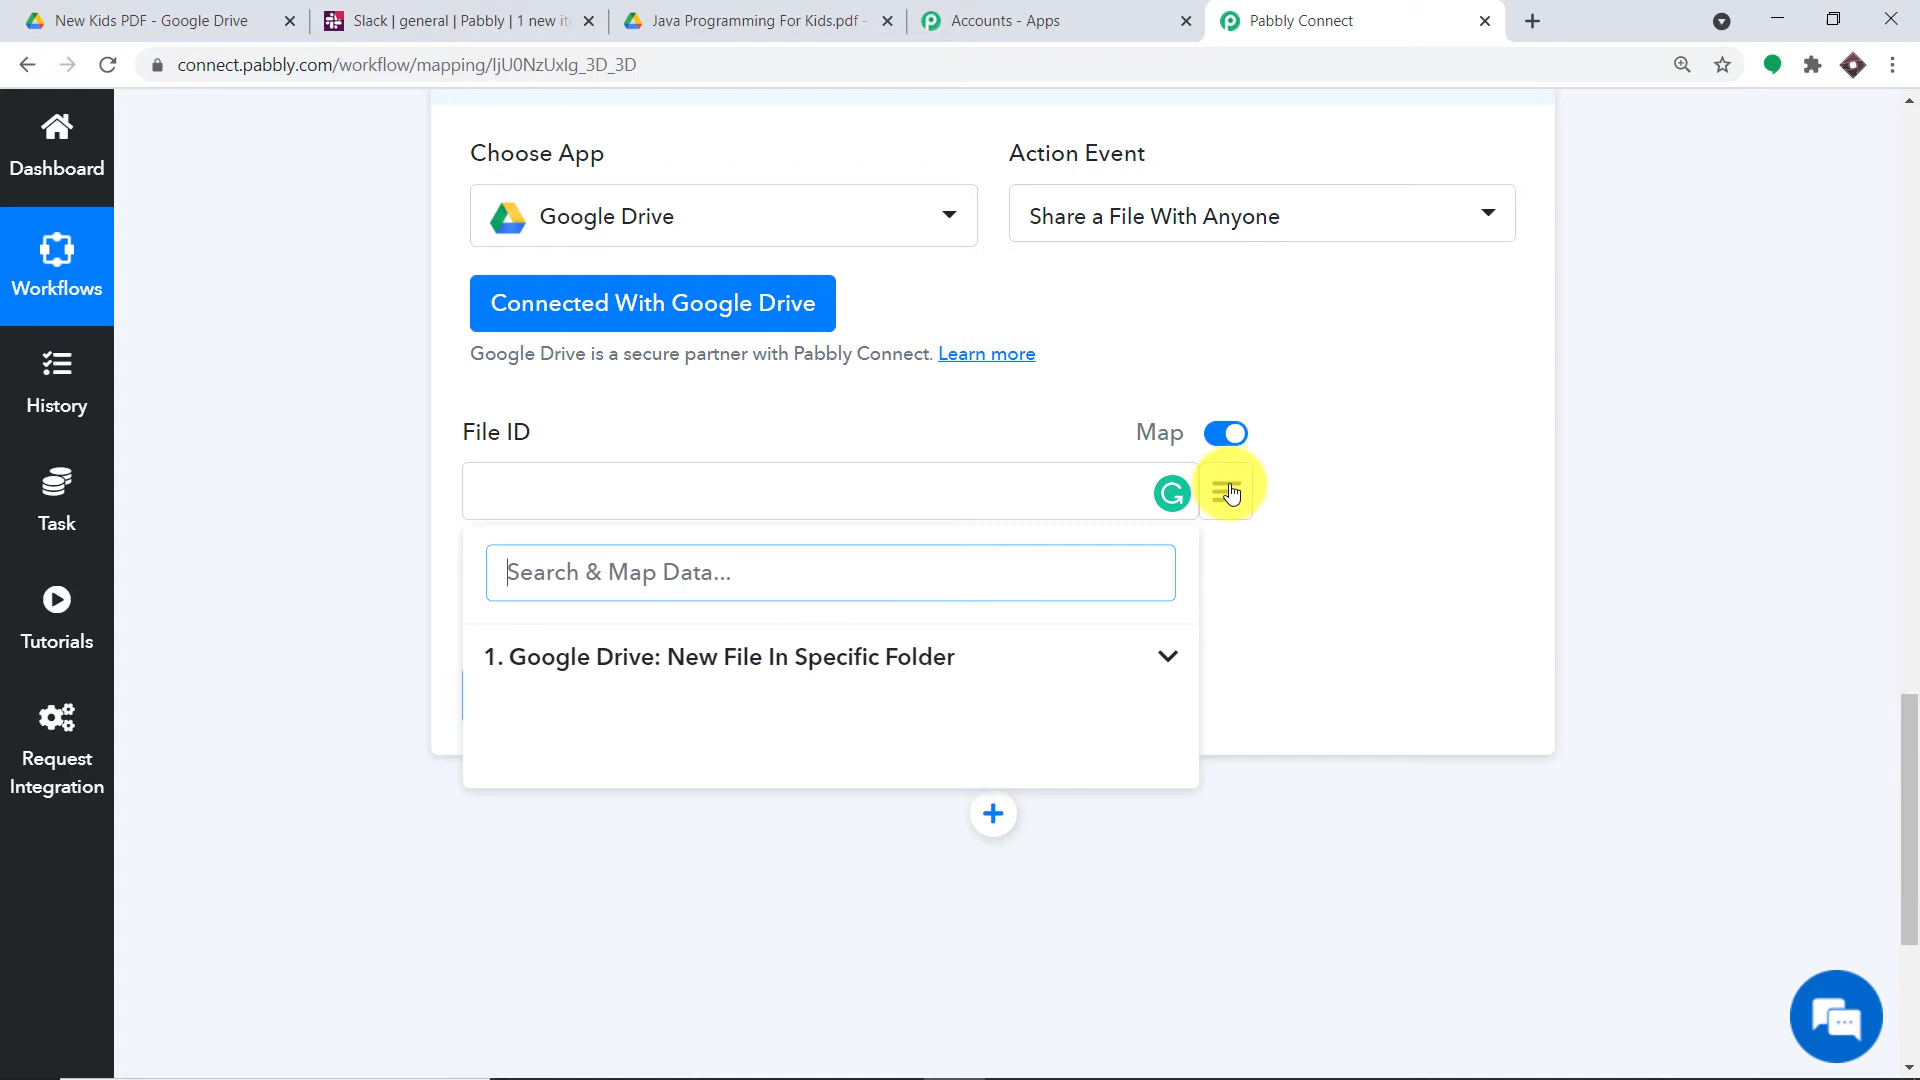 New Kids PDF - Google Drive
Slack | general | Pabbly | 1 new it
Java Programming For Kids.pdf -
Accounts - Apps
Pabbly Connect
connect.pabbly.com/workflow/mapping/IjU0NzUxIg_3D_3D
Dashboard
Workflows
History
Task
Tutorials
Request
Integration
Choose App
Action Event
Google Drive
Share a File With Anyone
Connected With Google Drive
Google Drive is a secure partner with Pabbly Connect. Learn more
File ID
Map
Search & Map Data...
1. Google Drive: New File In Specific Folder